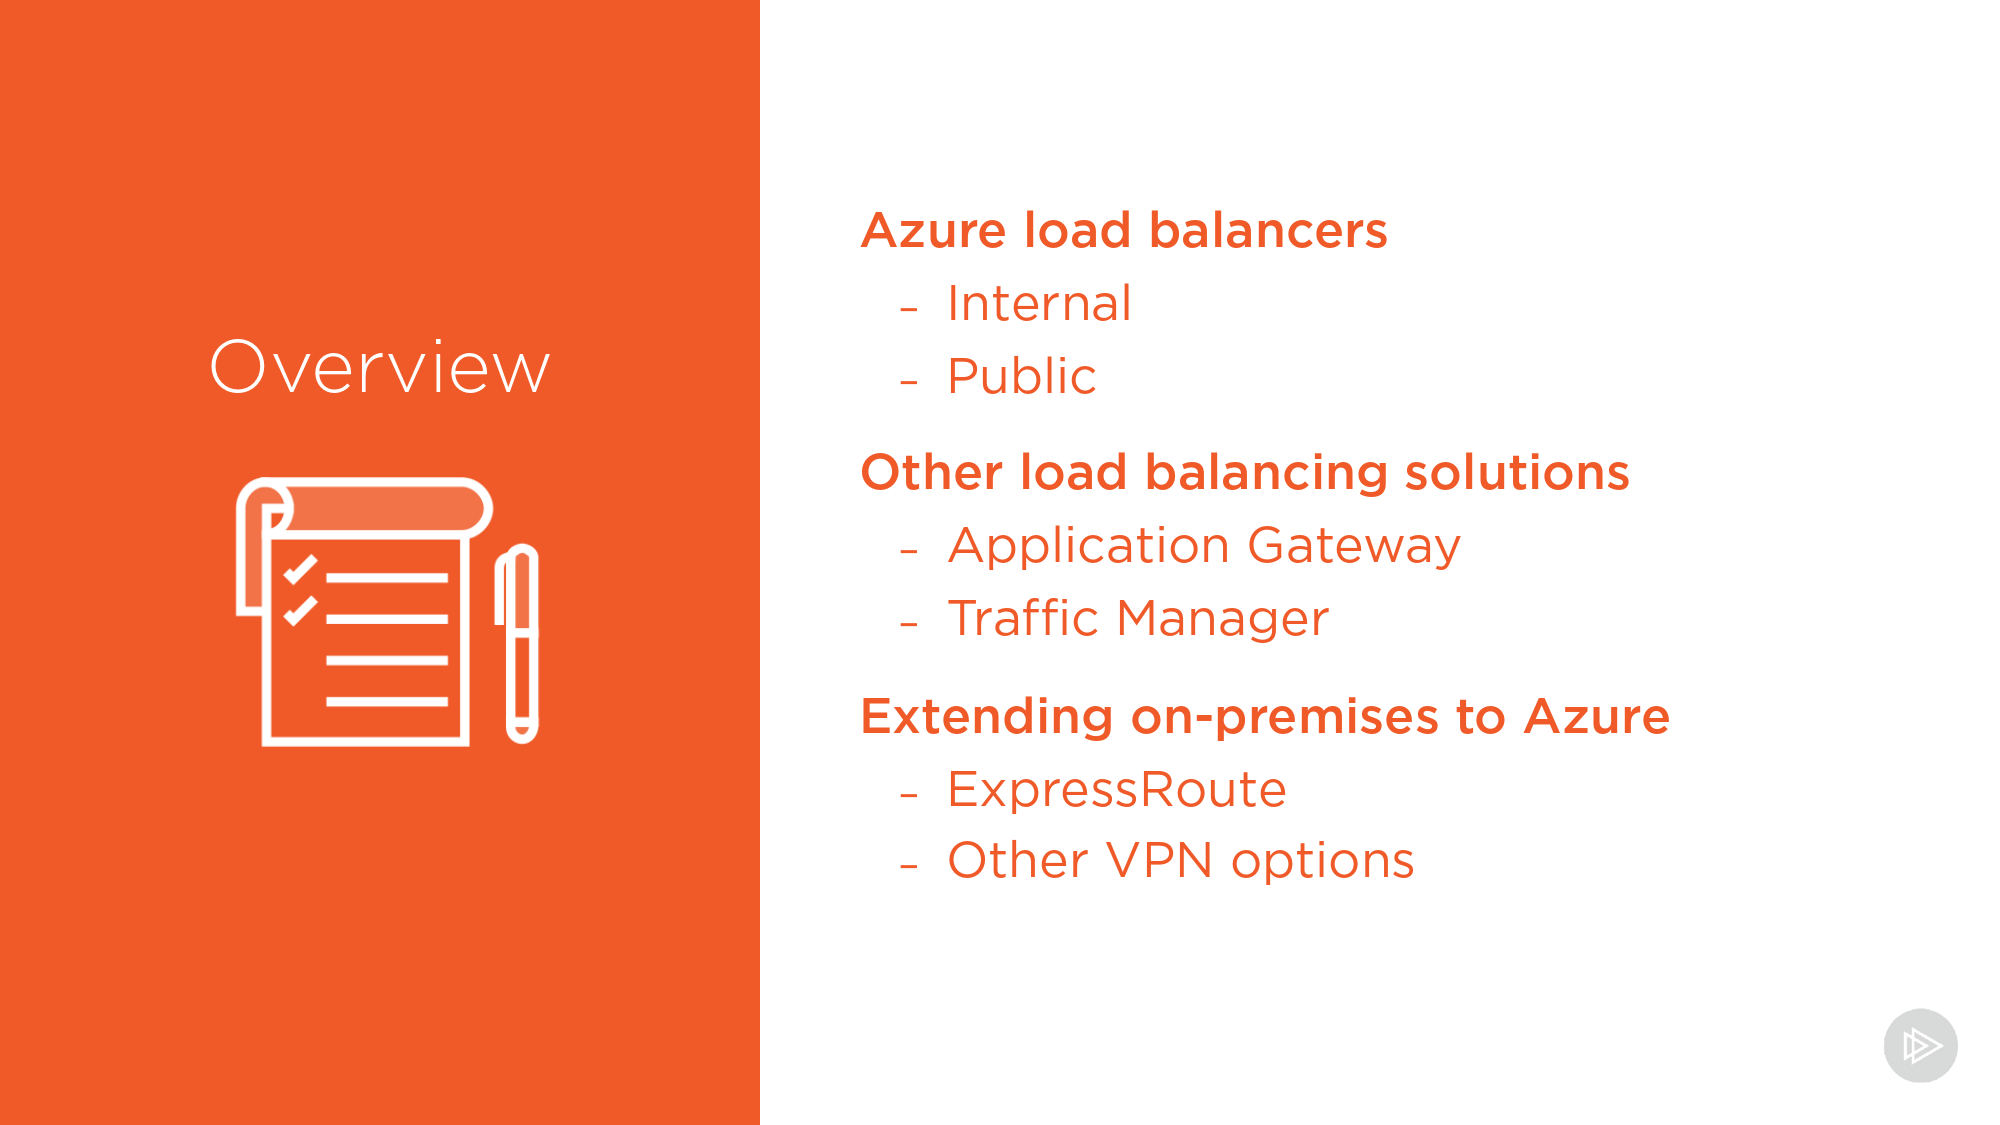 Overview
Azure load balancers
– Internal
– Public
Other load balancing solutions
– Application Gateway
– Traffic Manager
Extending on-premises to Azure
– ExpressRoute
– Other VPN options